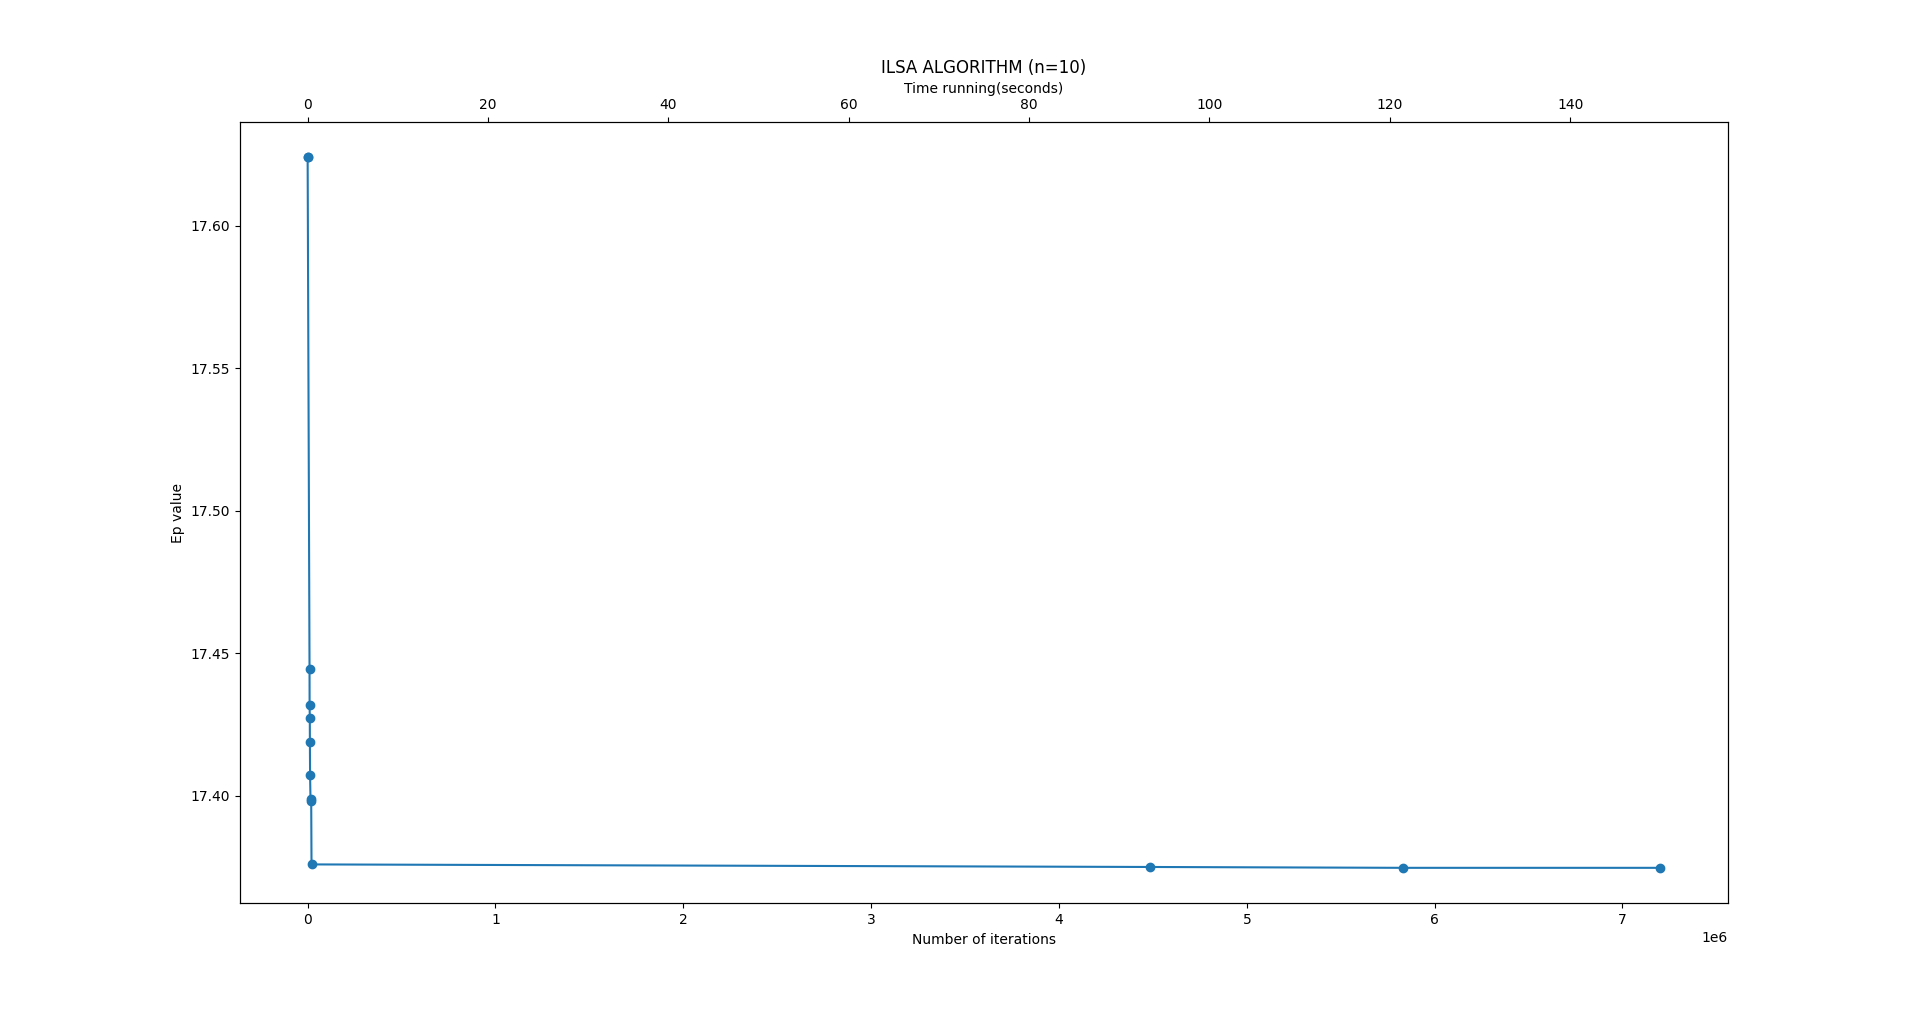 ILSA ALGORITHM (n=10)
Time running(seconds)
0 20 40 60 80 100 120 140
17.60
17.55
17.50
17.45
17.40
Ep value
0 1 2 3 4 5 6 7
Number of iterations
1e6